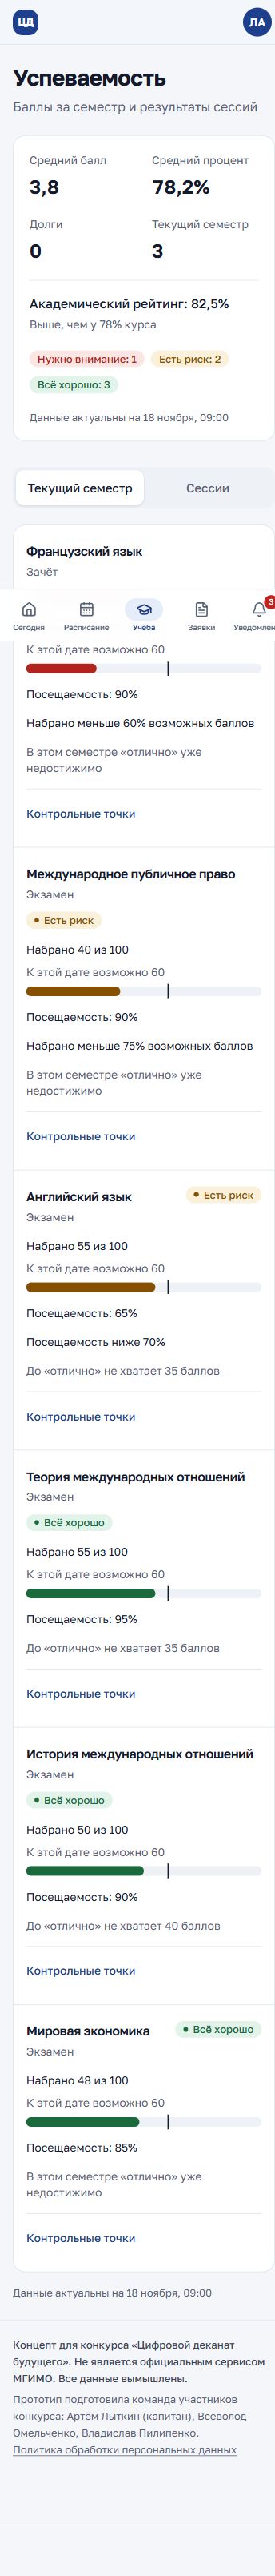 ЦД
ЛА
Успеваемость
Баллы за семестр и результаты сессий
Средний балл
Средний процент
3,8
78,2%
Долги
Текущий семестр
0
3
Академический рейтинг: 82,5%
Выше, чем у 78% курса
Нужно внимание: 1
Есть риск: 2
Всё хорошо: 3
Данные актуальны на 18 ноября, 09:00
Текущий семестр
Сессии
Французский язык
Зачёт
3
Сегодня
Расписание
Учёба
Заявки
Уведомлен
К этой дате возможно 60
Посещаемость: 90%
Набрано меньше 60% возможных баллов
В этом семестре «отлично» уже
недостижимо
Контрольные точки
Международное публичное право
Экзамен
Есть риск
Набрано 40 из 100
К этой дате возможно 60
Посещаемость: 90%
Набрано меньше 75% возможных баллов
В этом семестре «отлично» уже
недостижимо
Контрольные точки
Английский язык
Есть риск
Экзамен
Набрано 55 из 100
К этой дате возможно 60
Посещаемость: 65%
Посещаемость ниже 70%
До «отлично» не хватает 35 баллов
Контрольные точки
Теория международных отношений
Экзамен
Всё хорошо
Набрано 55 из 100
К этой дате возможно 60
Посещаемость: 95%
До «отлично» не хватает 35 баллов
Контрольные точки
История международных отношений
Экзамен
Всё хорошо
Набрано 50 из 100
К этой дате возможно 60
Посещаемость: 90%
До «отлично» не хватает 40 баллов
Контрольные точки
Мировая экономика
Всё хорошо
Экзамен
Набрано 48 из 100
К этой дате возможно 60
Посещаемость: 85%
В этом семестре «отлично» уже
недостижимо
Контрольные точки
Данные актуальны на 18 ноября, 09:00
Концепт для конкурса «Цифровой деканат
будущего». Не является официальным сервисом
МГИМО. Все данные вымышлены.
Прототип подготовила команда участников
конкурса: Артём Лыткин (капитан), Всеволод
Омельченко, Владислав Пилипенко.
Политика обработки персональных данных